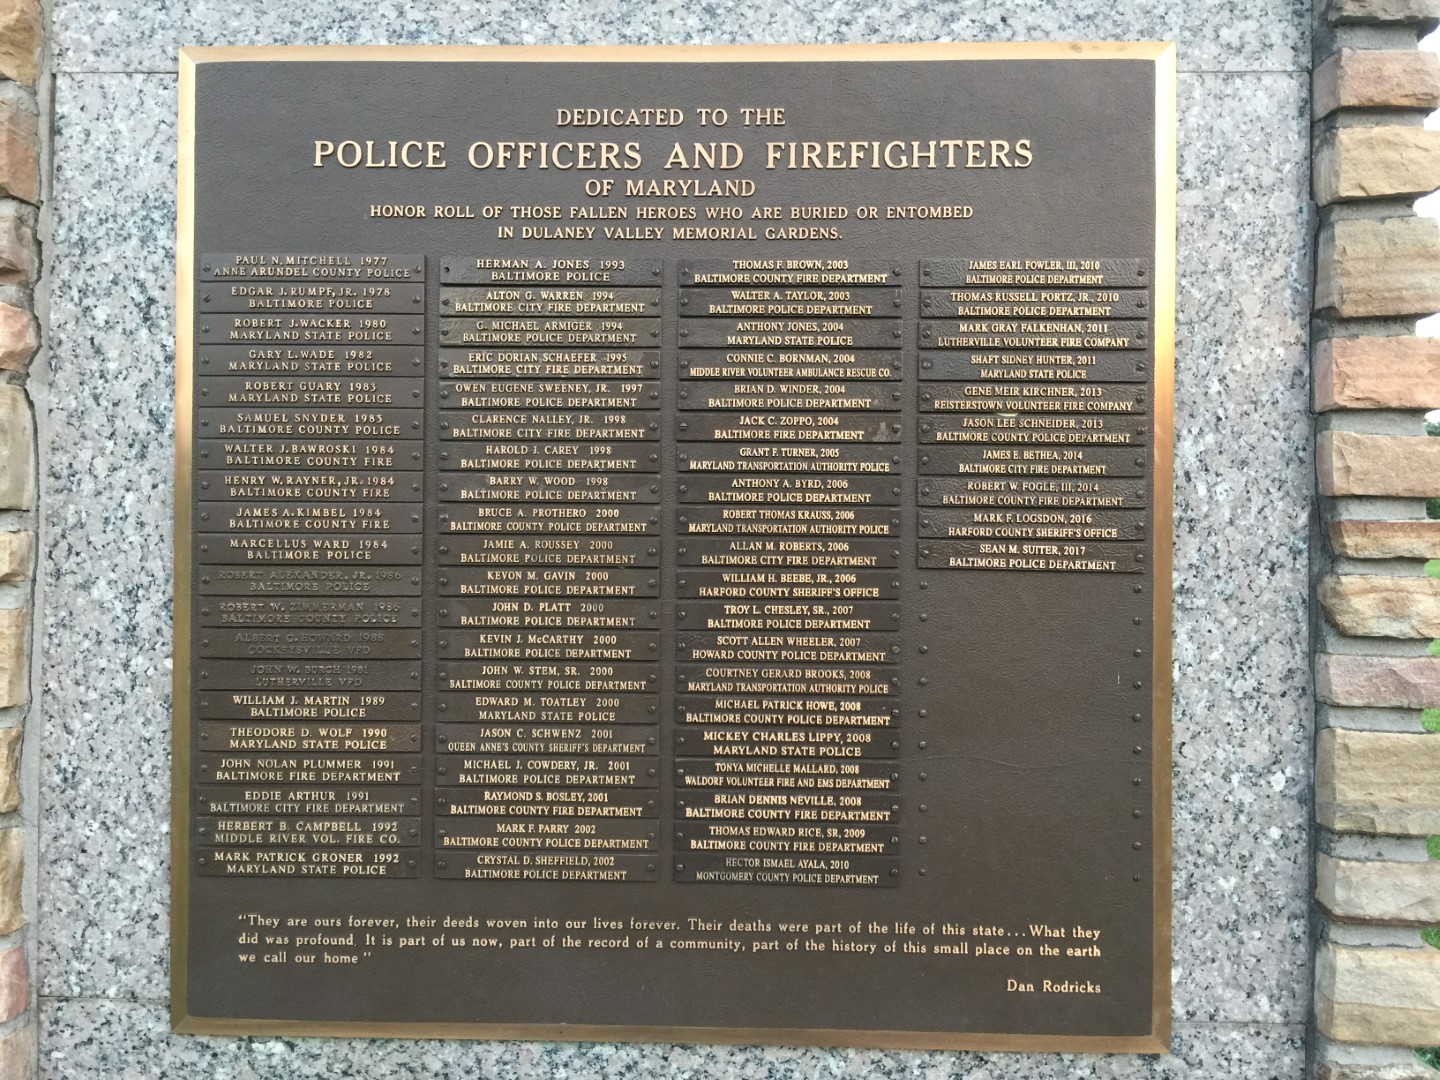 DEDICATED TO THE
POLICE OFFICERS AND FIREFIGHTERS
OF MARYLAND
HONOR ROLL OF THOSE FALLEN HEROES WHO ARE BURIED OR ENTOMBED
IN DULANEY VALLEY MEMORIAL GARDENS.
PAUL N. MITCHELL 1977
ANNE ARUNDEL COUNTY POLICE
EDGAR J. RUMPF, JR. 1978
BALTIMORE POLICE
ROBERT J. WACKER 1980
MARYLAND STATE POLICE
GARY L. WADE 1982
MARYLAND STATE POLICE
ROBERT GUARY 1983
MARYLAND STATE POLICE
SAMUEL SNYDER 1983
BALTIMORE COUNTY POLICE
WALTER J. BAWROSKI 1984
BALTIMORE COUNTY FIRE
HENRY W. RAYNER, JR. 1984
BALTIMORE COUNTY FIRE
JAMES A. KIMBEL 1984
BALTIMORE COUNTY FIRE
MARCELLUS WARD 1984
BALTIMORE POLICE
ROBERT ALEXANDER, JR. 1986
BALTIMORE POLICE
ROBERT W. ZIMMERMAN 1986
BALTIMORE COUNTY POLICE
ALBERT C. HOWARD 1988
COCKEYSVILLE VFD
JOHN W. BURCH 1981
LUTHERVILLE VFD
WILLIAM J. MARTIN 1989
BALTIMORE POLICE
THEODORE D. WOLF 1990
MARYLAND STATE POLICE
JOHN NOLAN PLUMMER 1991
BALTIMORE FIRE DEPARTMENT
EDDIE ARTHUR 1991
BALTIMORE CITY FIRE DEPARTMENT
HERBERT B. CAMPBELL 1992
MIDDLE RIVER VOL. FIRE CO.
MARK PATRICK GRONER 1992
MARYLAND STATE POLICE
HERMAN A. JONES 1993
BALTIMORE POLICE
ALTON G. WARREN 1994
BALTIMORE CITY FIRE DEPARTMENT
G. MICHAEL ARMIGER 1994
BALTIMORE POLICE DEPARTMENT
ERIC DORIAN SCHAEFER 1995
BALTIMORE CITY FIRE DEPARTMENT
OWEN EUGENE SWEENEY, JR. 1997
BALTIMORE POLICE DEPARTMENT
CLARENCE NALLEY, JR. 1998
BALTIMORE CITY FIRE DEPARTMENT
HAROLD J. CAREY 1998
BALTIMORE POLICE DEPARTMENT
BARRY W. WOOD 1998
BALTIMORE POLICE DEPARTMENT
BRUCE A. PROTHERO 2000
BALTIMORE COUNTY POLICE DEPARTMENT
JAMIE A. ROUSSEY 2000
BALTIMORE POLICE DEPARTMENT
KEVON M. GAVIN 2000
BALTIMORE POLICE DEPARTMENT
JOHN D. PLATT 2000
BALTIMORE POLICE DEPARTMENT
KEVIN J. McCARTHY 2000
BALTIMORE POLICE DEPARTMENT
JOHN W. STEM, SR. 2000
BALTIMORE COUNTY POLICE DEPARTMENT
EDWARD M. TOATLEY 2000
MARYLAND STATE POLICE
JASON C. SCHWENZ 2001
QUEEN ANNE'S COUNTY SHERIFF'S DEPARTMENT
MICHAEL J. COWDERY, JR. 2001
BALTIMORE POLICE DEPARTMENT
RAYMOND S. BOSLEY, 2001
BALTIMORE COUNTY FIRE DEPARTMENT
MARK F. PARRY 2002
BALTIMORE COUNTY POLICE DEPARTMENT
CRYSTAL D. SHEFFIELD, 2002
BALTIMORE POLICE DEPARTMENT
THOMAS F. BROWN, 2003
BALTIMORE COUNTY FIRE DEPARTMENT
WALTER A. TAYLOR, 2003
BALTIMORE POLICE DEPARTMENT
ANTHONY JONES, 2004
MARYLAND STATE POLICE
CONNIE C. BORNMAN, 2004
MIDDLE RIVER VOLUNTEER AMBULANCE RESCUE CO.
BRIAN D. WINDER, 2004
BALTIMORE POLICE DEPARTMENT
JACK C. ZOPPO, 2004
BALTIMORE FIRE DEPARTMENT
GRANT F. TURNER, 2005
MARYLAND TRANSPORTATION AUTHORITY POLICE
ANTHONY A. BYRD, 2006
BALTIMORE POLICE DEPARTMENT
ROBERT THOMAS KRAUSS, 2006
MARYLAND TRANSPORTATION AUTHORITY POLICE
ALLAN M. ROBERTS, 2006
BALTIMORE CITY FIRE DEPARTMENT
WILLIAM H. BEEBE, JR., 2006
HARFORD COUNTY SHERIFF'S OFFICE
TROY L. CHESLEY, SR., 2007
BALTIMORE POLICE DEPARTMENT
SCOTT ALLEN WHEELER, 2007
HOWARD COUNTY POLICE DEPARTMENT
COURTNEY GERARD BROOKS, 2008
MARYLAND TRANSPORTATION AUTHORITY POLICE
MICHAEL PATRICK HOWE, 2008
BALTIMORE COUNTY POLICE DEPARTMENT
MICKEY CHARLES LIPPY, 2008
MARYLAND STATE POLICE
TONYA MICHELLE MALLARD, 2008
WALDORF VOLUNTEER FIRE AND EMS DEPARTMENT
BRIAN DENNIS NEVILLE, 2008
BALTIMORE COUNTY FIRE DEPARTMENT
THOMAS EDWARD RICE, SR, 2009
BALTIMORE COUNTY FIRE DEPARTMENT
HECTOR ISMAEL AYALA, 2010
MONTGOMERY COUNTY POLICE DEPARTMENT
JAMES EARL FOWLER, III, 2010
BALTIMORE POLICE DEPARTMENT
THOMAS RUSSELL PORTZ, JR., 2010
BALTIMORE POLICE DEPARTMENT
MARK GRAY FALKENHAN, 2011
LUTHERVILLE VOLUNTEER FIRE COMPANY
SHAFT SIDNEY HUNTER, 2011
MARYLAND STATE POLICE
GENE MEIR KIRCHNER, 2013
REISTERSTOWN VOLUNTEER FIRE COMPANY
JASON LEE SCHNEIDER, 2013
BALTIMORE COUNTY POLICE DEPARTMENT
JAMES E. BETHEA, 2014
BALTIMORE CITY FIRE DEPARTMENT
ROBERT W. FOGLE, III, 2014
BALTIMORE COUNTY FIRE DEPARTMENT
MARK F. LOGSDON, 2016
HARFORD COUNTY SHERIFF'S OFFICE
SEAN M. SUITER, 2017
BALTIMORE POLICE DEPARTMENT
"They are ours forever, their deeds woven into our lives forever. Their deaths were part of the life of this state...What they
did was profound. It is part of us now, part of the record of a community, part of the history of this small place on the earth
we call our home"
Dan Rodricks